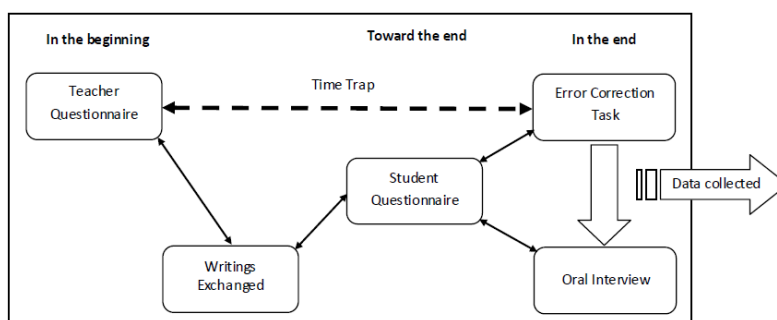 In the beginning
Toward the end
In the end
Teacher
Questionnaire
Time Trap
Error Correction
Task
Student
Questionnaire
Data collected
Writings
Exchanged
Oral Interview